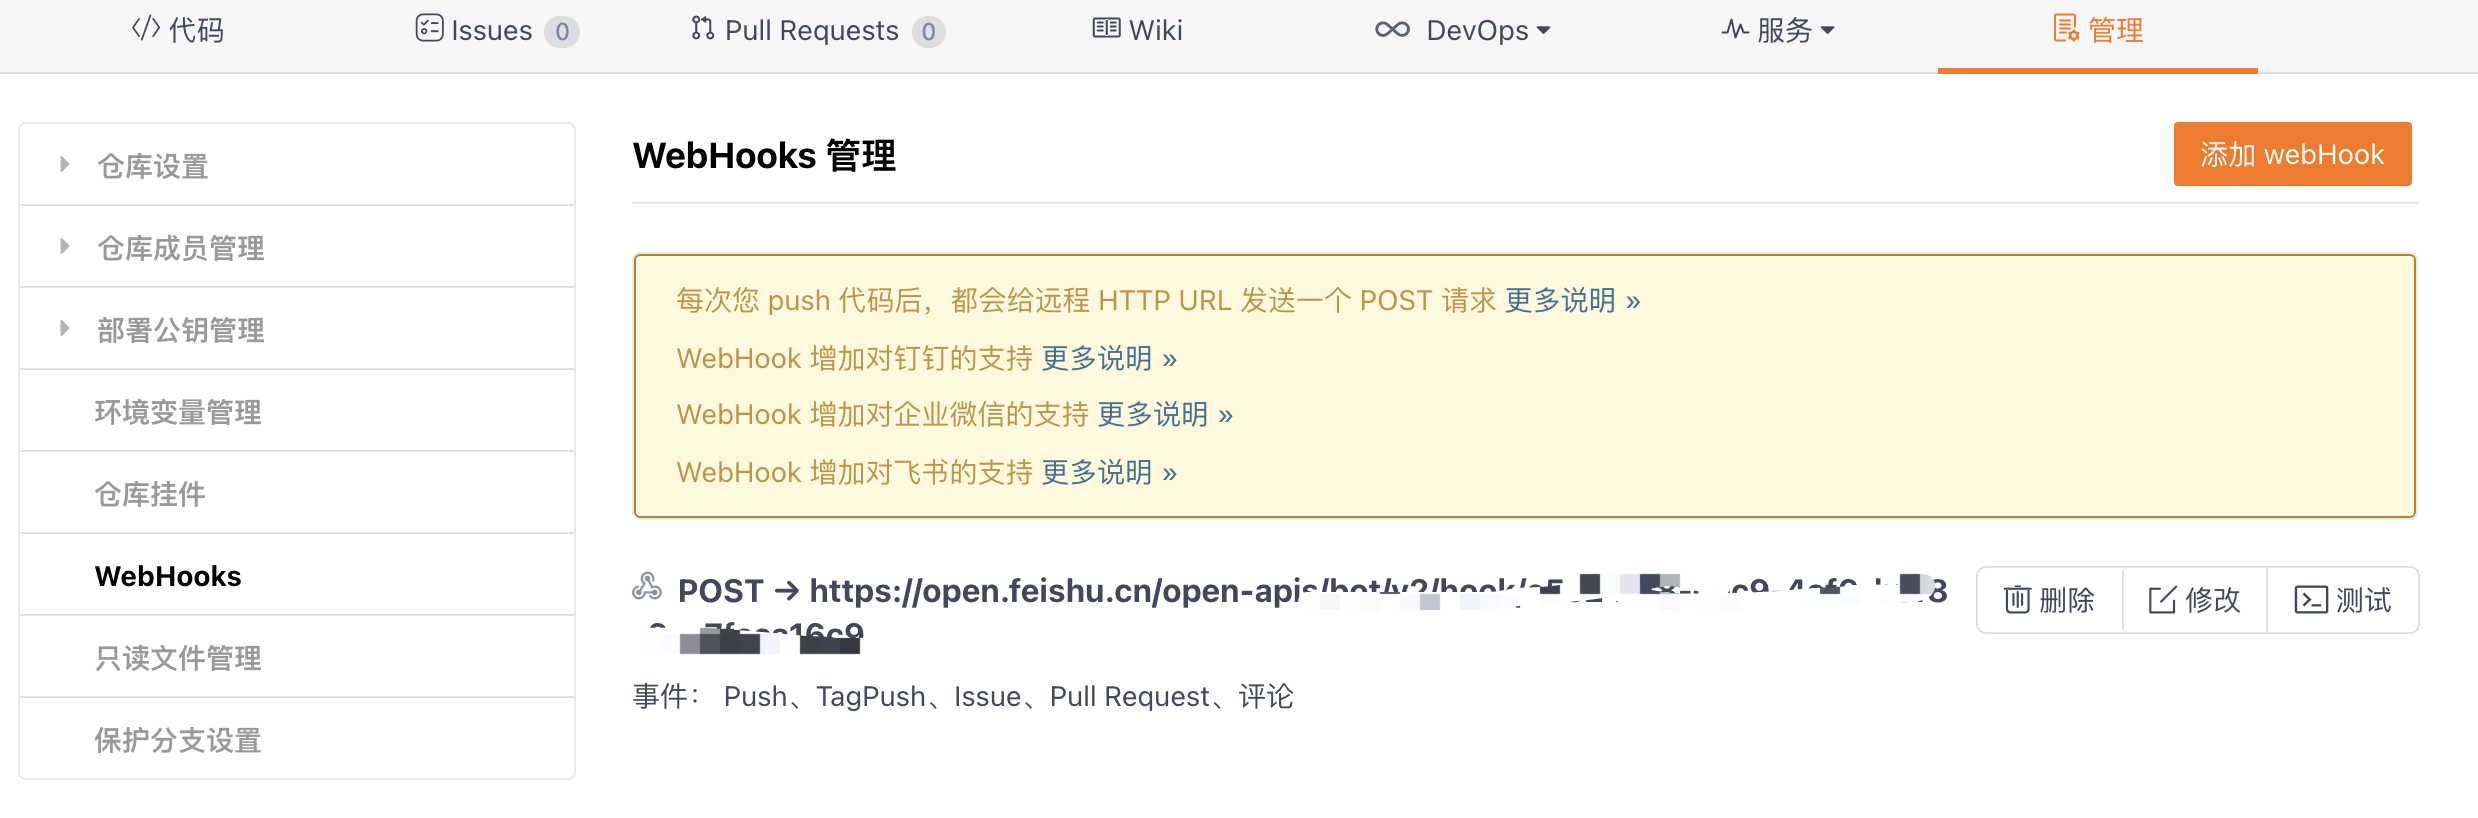 代码
Issues 0
Pull Requests 0
Wiki
DevOps
服务
管理
仓库设置
仓库成员管理
部署公钥管理
环境变量管理
仓库挂件
WebHooks
只读文件管理
保护分支设置
WebHooks 管理
添加 webHook
每次您 push 代码后，都会给远程 HTTP URL 发送一个 POST 请求 更多说明 »
WebHook 增加对钉钉的支持 更多说明 »
WebHook 增加对企业微信的支持 更多说明 »
WebHook 增加对飞书的支持 更多说明 »
POST → https://open.feishu.cn/open-apis/bot/v2/hook/
删除
修改
测试
事件： Push、TagPush、Issue、Pull Request、评论